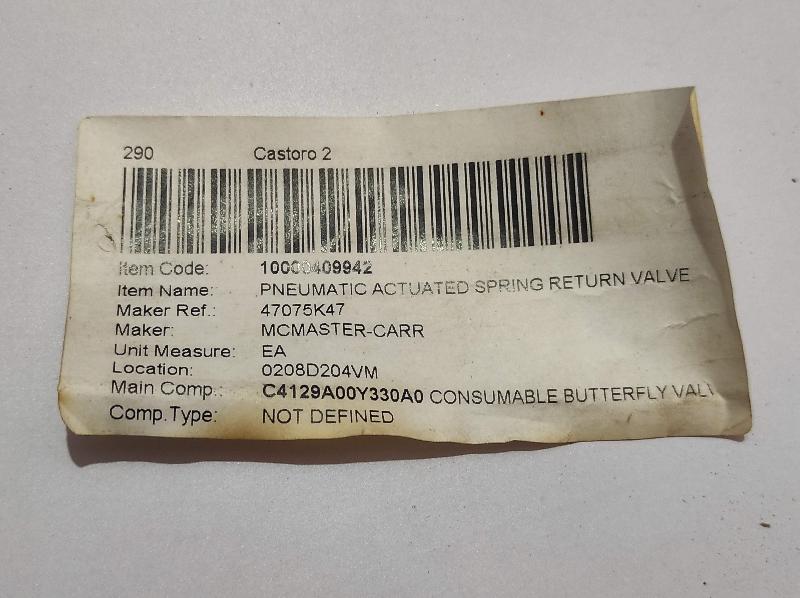 290 Castoro 2
Item Code: 10000409942
Item Name: PNEUMATIC ACTUATED SPRING RETURN VALVE
Maker Ref.: 47075K47
Maker: MCMASTER-CARR
Unit Measure: EA
Location: 0208D204VM
Main Comp.: C4129A00Y330A0 CONSUMABLE BUTTERFLY VALV
Comp.Type: NOT DEFINED